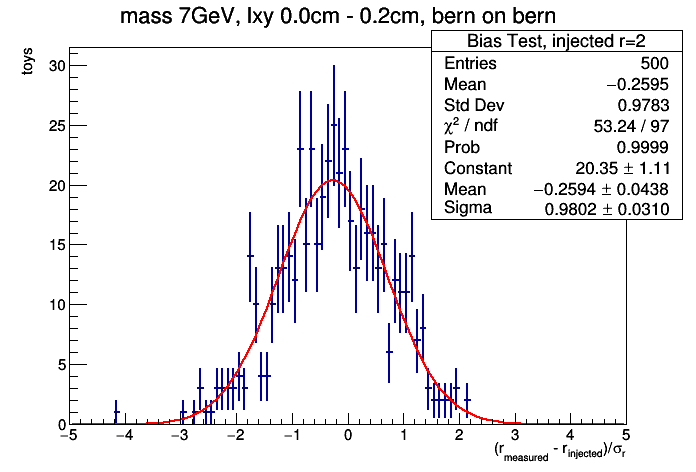 mass 7GeV, lxy 0.0cm - 0.2cm, bern on bern
Bias Test, injected r=2
Entries 500
Mean −0.2595
Std Dev 0.9783
χ² / ndf 53.24 / 97
Prob 0.9999
Constant 20.35 ± 1.11
Mean −0.2594 ± 0.0438
Sigma 0.9802 ± 0.0310
toys
30
25
20
15
10
5
0
−5 −4 −3 −2 −1 0 1 2 3 4 5
(r_measured - r_injected)/σ_r